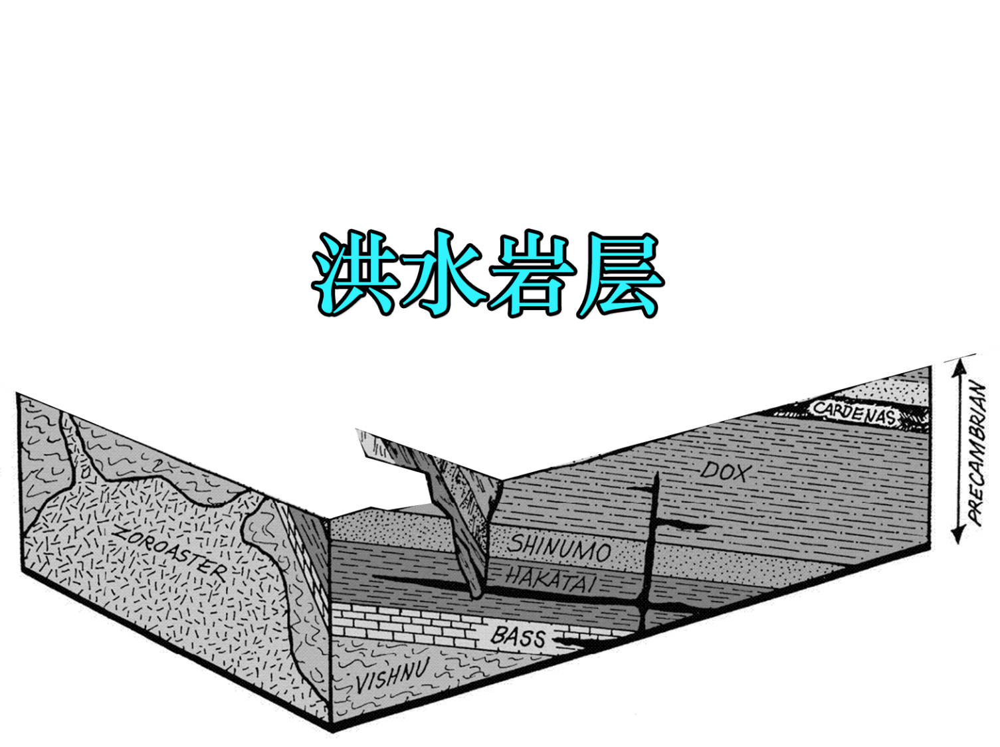 洪水岩层
CARDENAS
PRECAMBRIAN
DOX
ZOROASTER
SHINUMO
HAKATAI
BASS
VISHNU